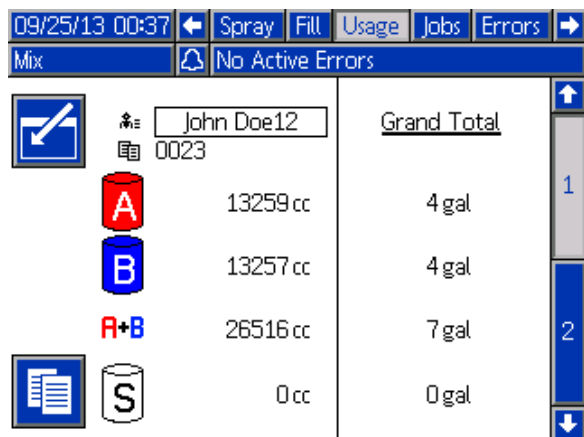 09/25/13 00:37 Spray Fill Usage Jobs Errors
Mix No Active Errors
John Doe12 Grand Total
0023
A 13259 cc 4 gal
B 13257 cc 4 gal
A+B 26516 cc 7 gal
S 0 cc 0 gal
1
2